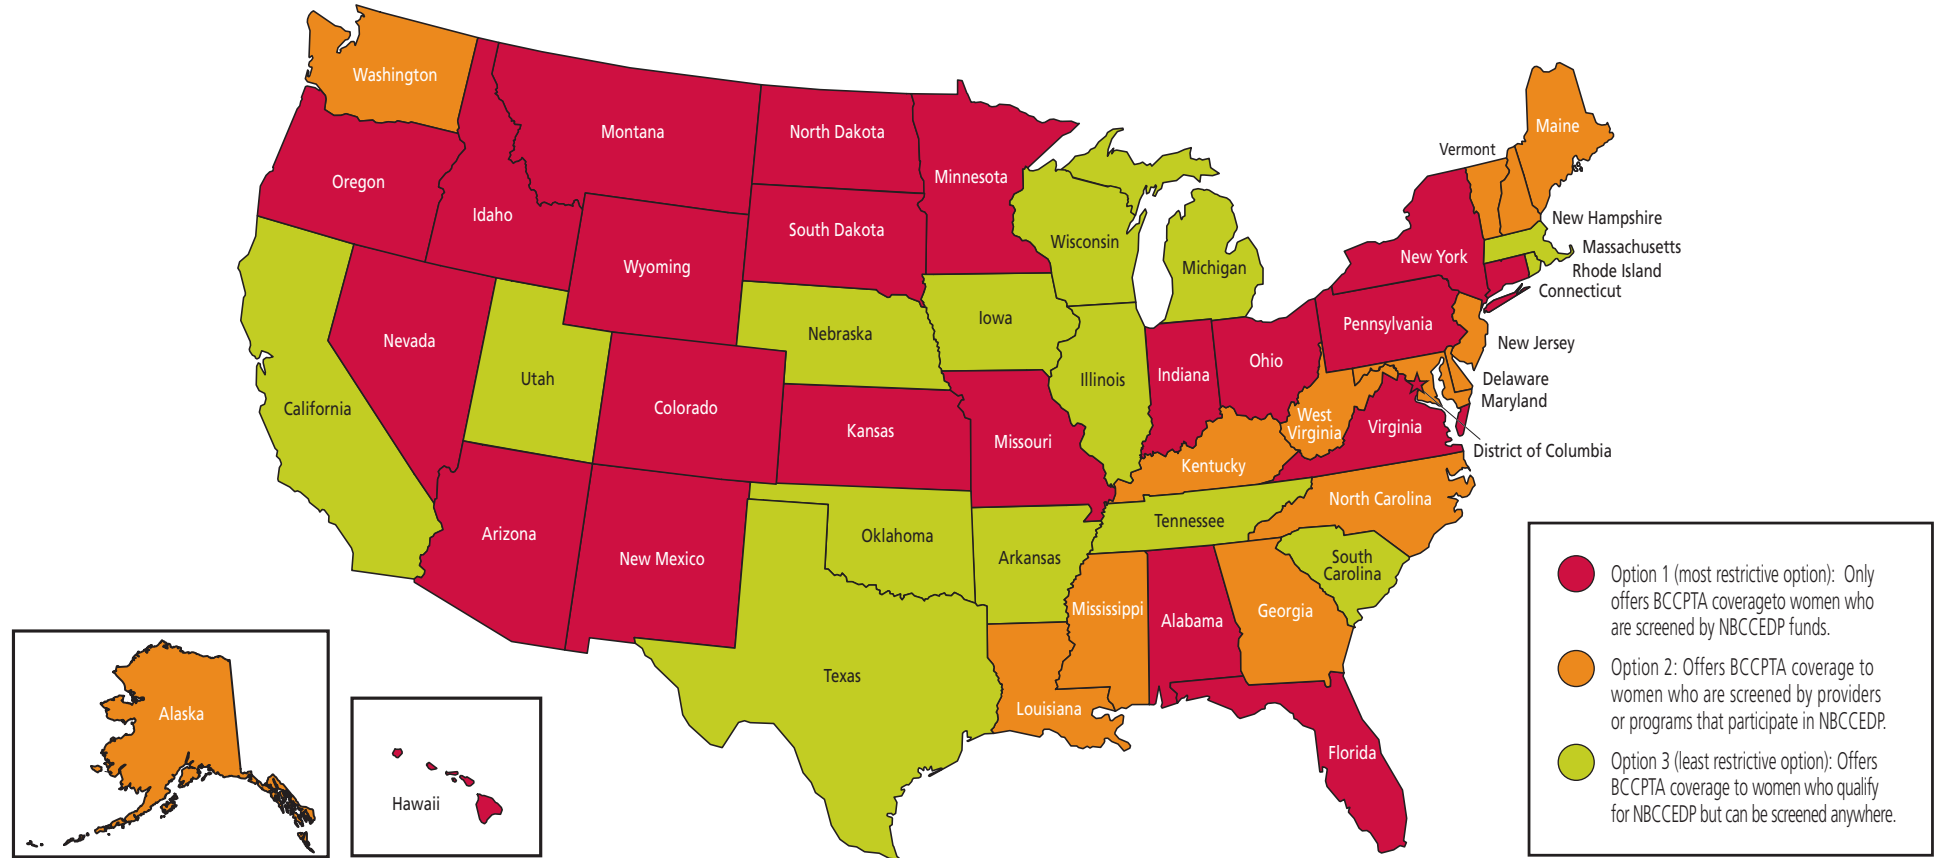 Washington
Montana
North Dakota
Minnesota
Oregon
Idaho
Wyoming
South Dakota
Wisconsin
Michigan
Vermont
Maine
New Hampshire
Massachusetts
Rhode Island
Connecticut
New York
Pennsylvania
New Jersey
Delaware
Maryland
District of Columbia
Nevada
Utah
California
Colorado
Nebraska
Iowa
Illinois
Indiana
Ohio
West
Virginia
Virginia
Kansas
Missouri
Kentucky
North Carolina
Tennessee
South
Carolina
Arizona
New Mexico
Oklahoma
Arkansas
Mississippi
Alabama
Georgia
Texas
Louisiana
Florida
Alaska
Hawaii
Option 1 (most restrictive option): Only
offers BCCPTA coverageto women who
are screened by NBCCEDP funds.
Option 2: Offers BCCPTA coverage to
women who are screened by providers
or programs that participate in NBCCEDP.
Option 3 (least restrictive option): Offers
BCCPTA coverage to women who qualify
for NBCCEDP but can be screened anywhere.